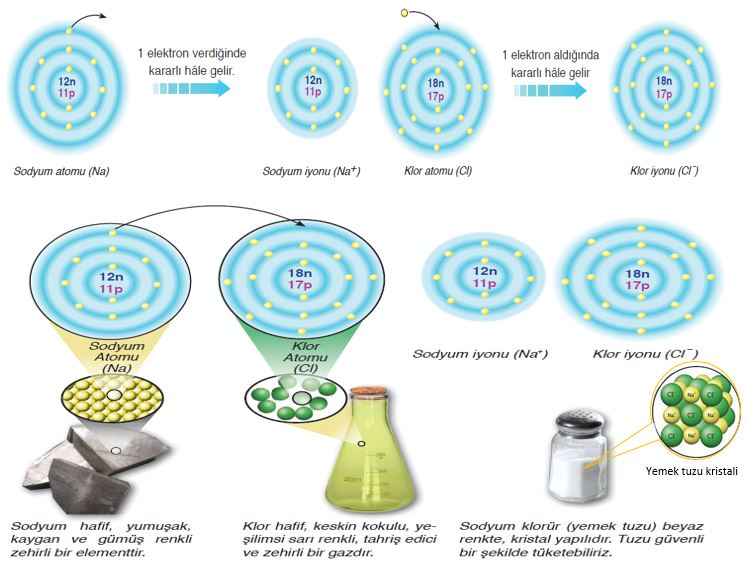 1 elektron verdiğinde
kararlı hâle gelir.
12n
11p
12n
11p
18n
17p
1 elektron aldığında
kararlı hâle gelir
18n
17p
Sodyum atomu (Na)
Sodyum iyonu (Na⁺)
Klor atomu (Cl)
Klor iyonu (Cl⁻)
12n
11p
18n
17p
12n
11p
18n
17p
Sodyum
Atomu
(Na)
Klor
Atomu
(Cl)
Sodyum iyonu (Na⁺)
Klor iyonu (Cl⁻)
Cl⁻ Na⁺ Cl⁻
Na⁺ Cl⁻ Na⁺
Cl⁻ Na⁺ Cl⁻
Yemek tuzu kristali
Sodyum hafif, yumuşak,
kaygan ve gümüş renkli
zehirli bir elementtir.
Klor hafif, keskin kokulu, ye-
şilimsi sarı renkli, tahriş edici
ve zehirli bir gazdır.
Sodyum klorür (yemek tuzu) beyaz
renkte, kristal yapılıdır. Tuzu güvenli
bir şekilde tüketebiliriz.